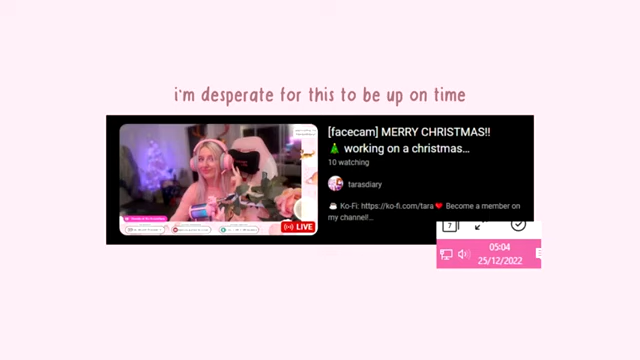 i'm desperate for this to be up on time
[facecam] MERRY CHRISTMAS!!
🎄 working on a christmas...
10 watching
tarasdiary
☕ Ko-Fi: https://ko-fi.com/tara ❤️ Become a member on
my channel!...
LIVE
7
05:04
25/12/2022